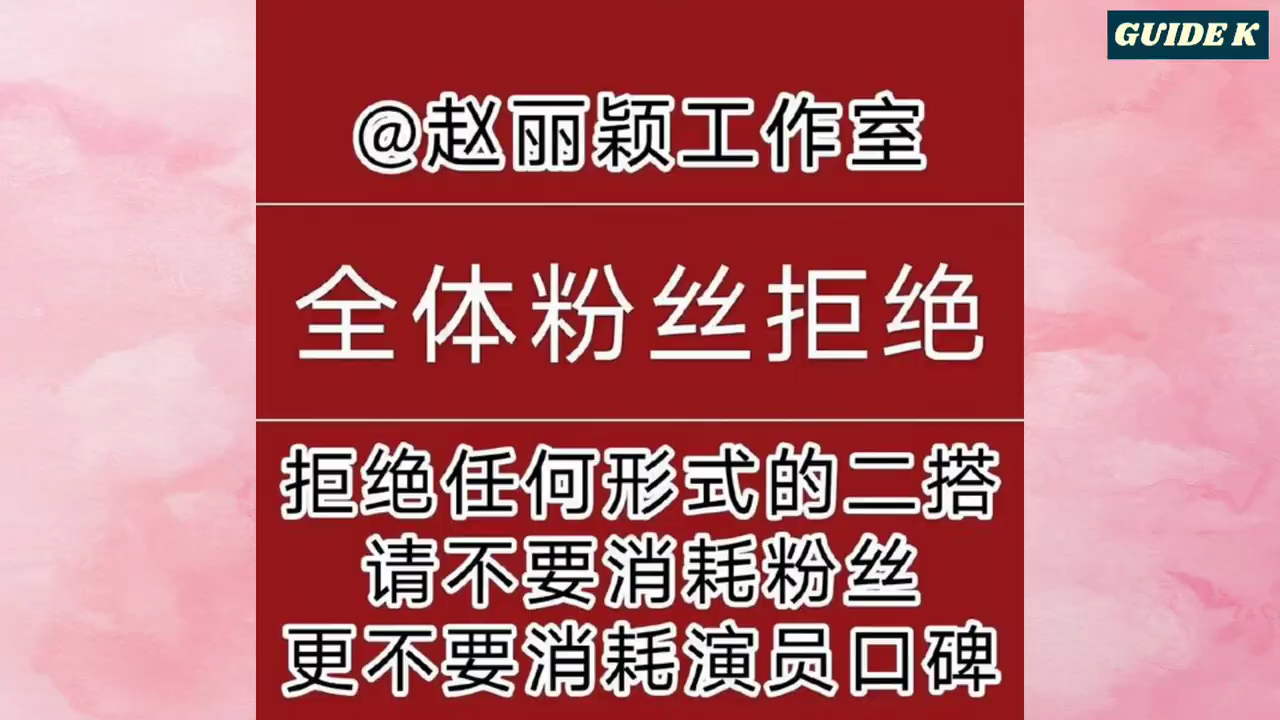 GUIDE K
@赵丽颖工作室
全体粉丝拒绝
拒绝任何形式的二搭
请不要消耗粉丝
更不要消耗演员口碑